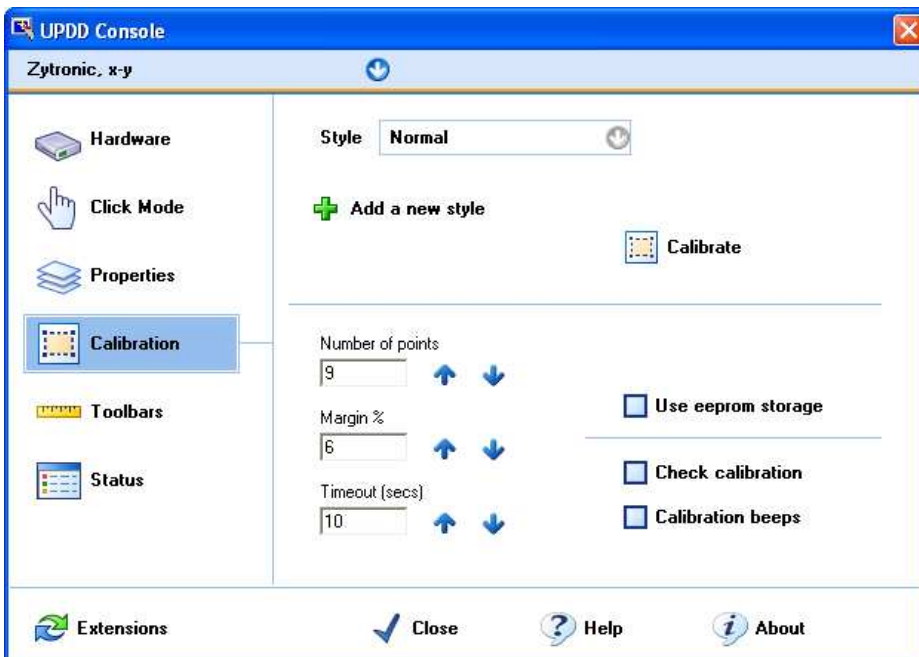 UPDD Console
Zytronic, x-y
Hardware
Click Mode
Properties
Calibration
Toolbars
Status
Style Normal
Add a new style
Calibrate
Number of points
9
Margin %
6
Timeout (secs)
10
Use eeprom storage
Check calibration
Calibration beeps
Extensions Close Help About